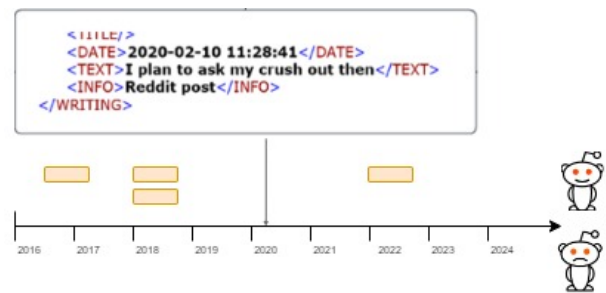 <TITLE/>
<DATE>2020-02-10 11:28:41</DATE>
<TEXT>I plan to ask my crush out then</TEXT>
<INFO>Reddit post</INFO>
</WRITING>
2016 2017 2018 2019 2020 2021 2022 2023 2024